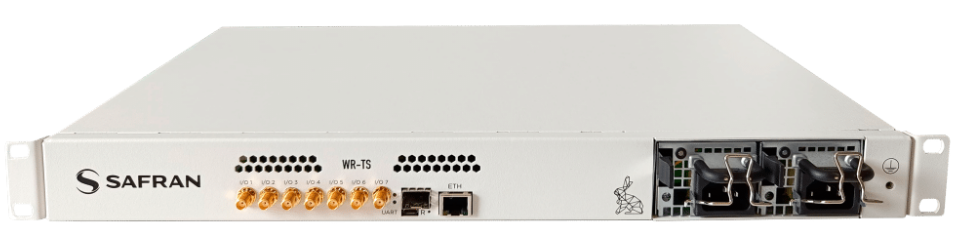 WR-TS
SAFRAN
I/O 1 I/O 2 I/O 3 I/O 4 I/O 5 I/O 6 I/O 7
ETH
UART R